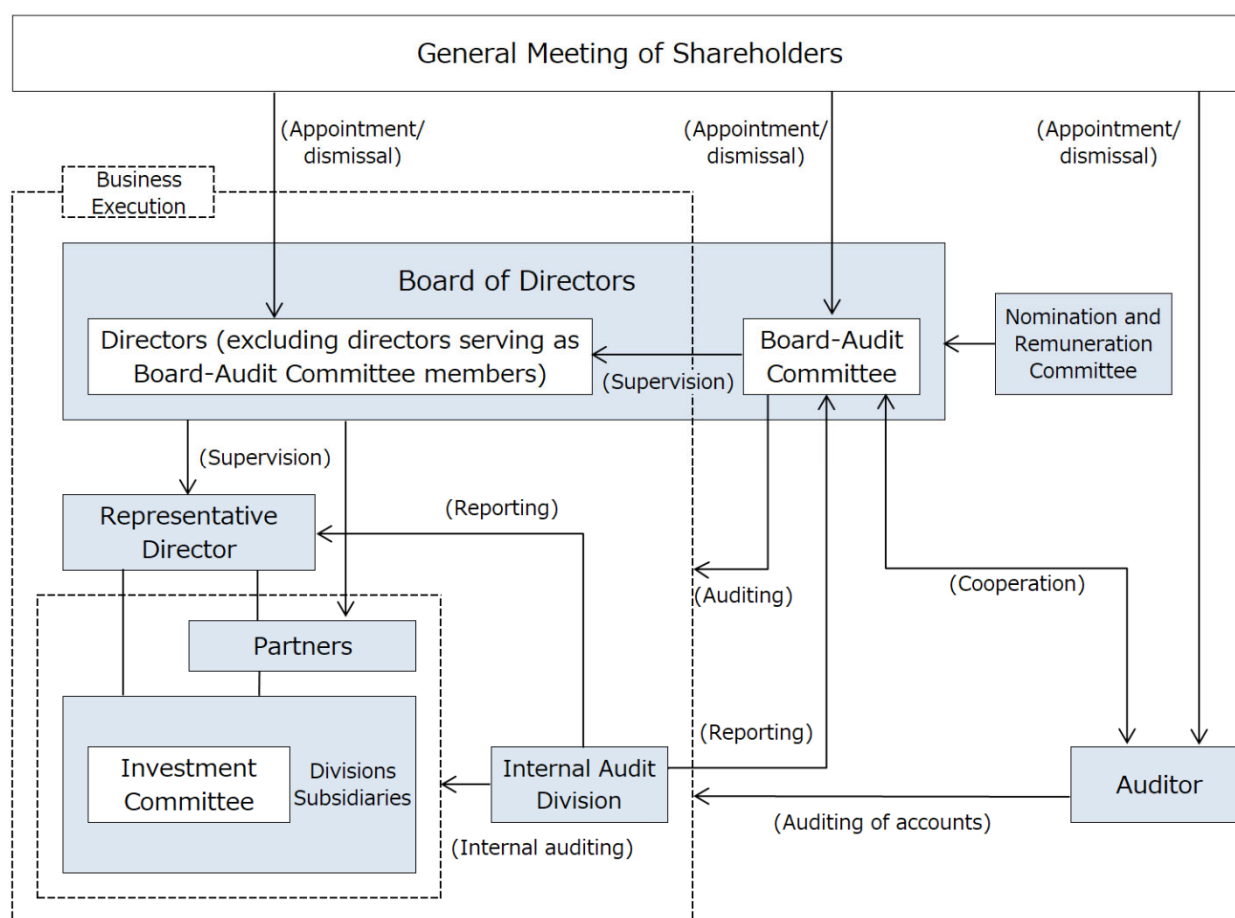 General Meeting of Shareholders
(Appointment/
dismissal)
(Appointment/
dismissal)
(Appointment/
dismissal)
Business
Execution
Board of Directors
Directors (excluding directors serving as
Board-Audit Committee members)
(Supervision)
Board-Audit
Committee
Nomination and
Remuneration
Committee
(Supervision)
Representative
Director
(Reporting)
(Auditing)
(Cooperation)
Partners
Investment
Committee
Divisions
Subsidiaries
Internal Audit
Division
(Reporting)
Auditor
(Internal auditing)
(Auditing of accounts)